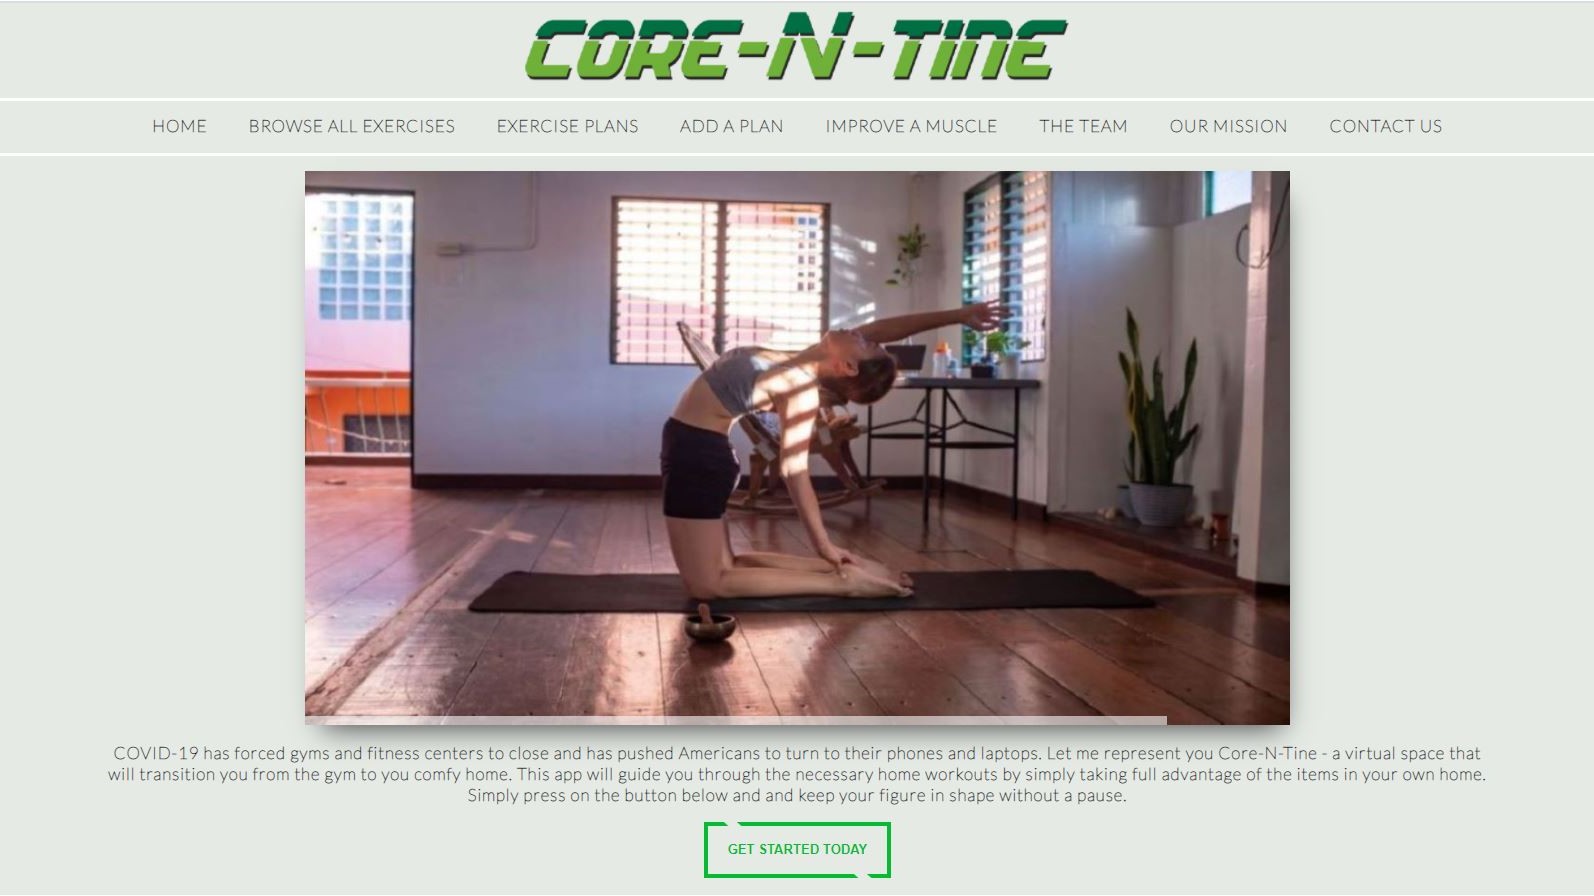 CORE-N-TINE
HOME BROWSE ALL EXERCISES EXERCISE PLANS ADD A PLAN IMPROVE A MUSCLE THE TEAM OUR MISSION CONTACT US
COVID-19 has forced gyms and fitness centers to close and has pushed Americans to turn to their phones and laptops. Let me represent you Core-N-Tine - a virtual space that
will transition you from the gym to you comfy home. This app will guide you through the necessary home workouts by simply taking full advantage of the items in your own home.
Simply press on the button below and and keep your figure in shape without a pause.
GET STARTED TODAY